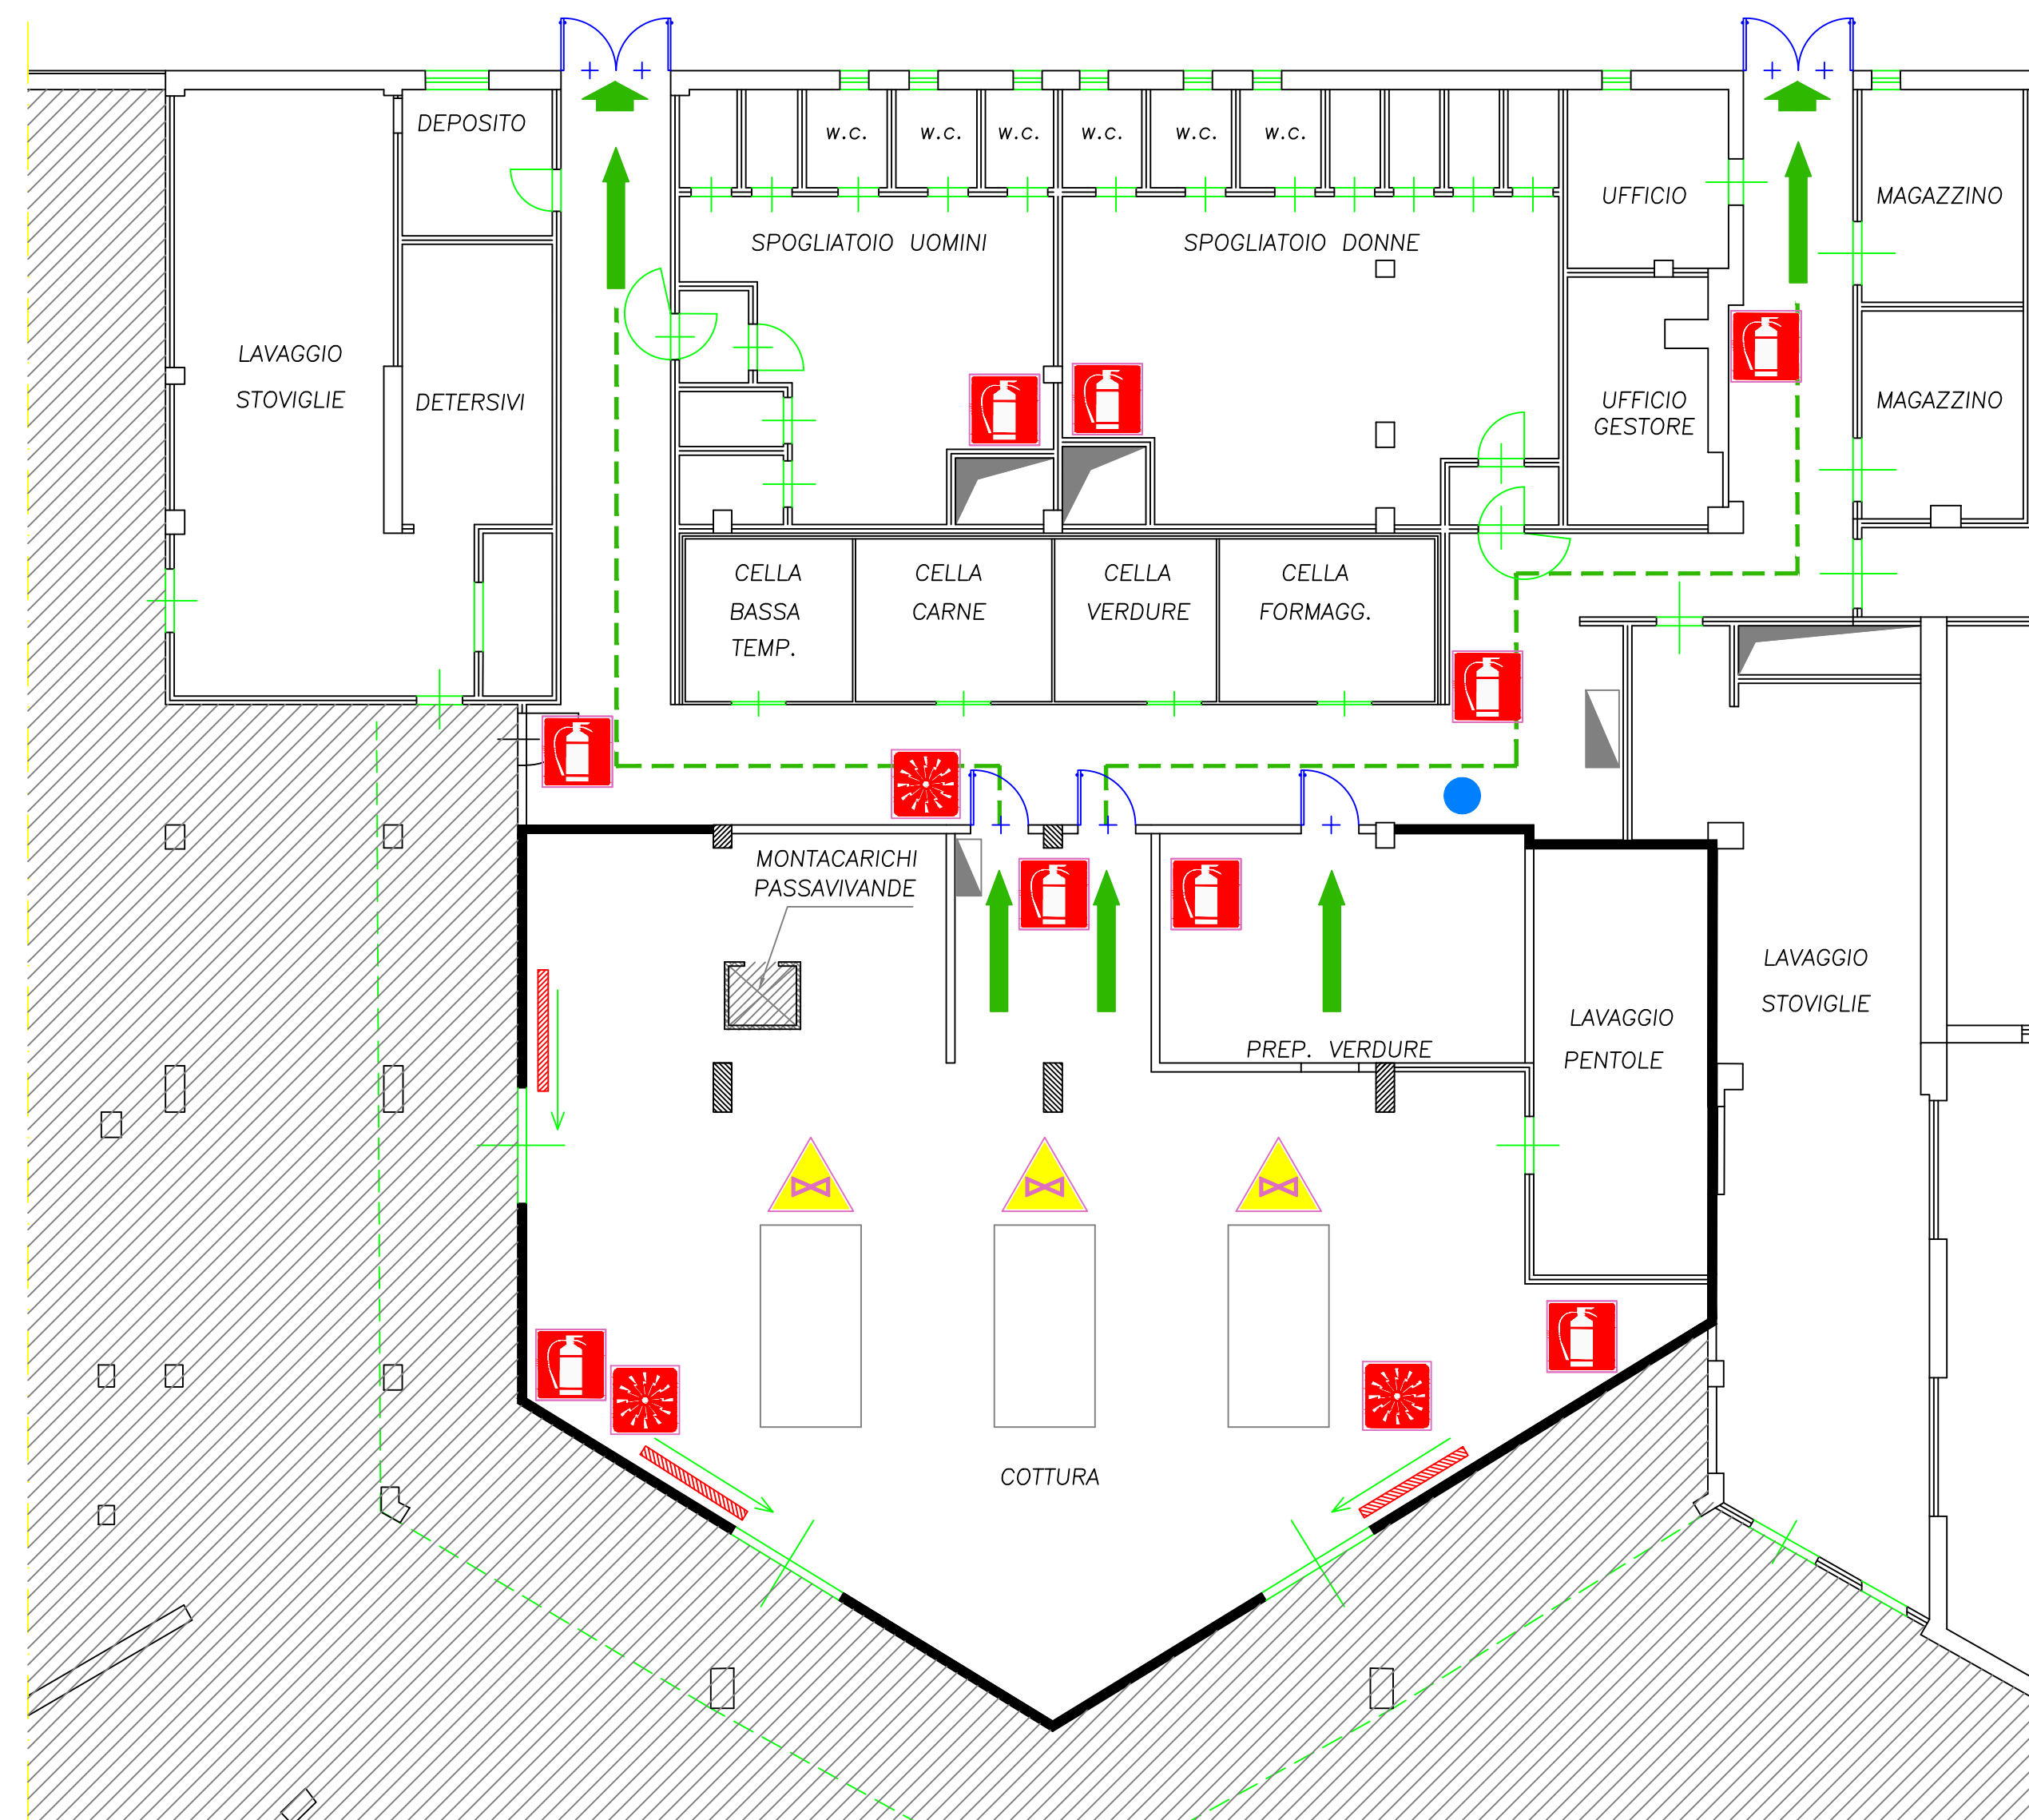 DEPOSITO
w.c.
w.c.
w.c.
w.c.
w.c.
w.c.
UFFICIO
MAGAZZINO
SPOGLIATOIO UOMINI
SPOGLIATOIO DONNE
LAVAGGIO
STOVIGLIE
DETERSIVI
UFFICIO
GESTORE
MAGAZZINO
CELLA
BASSA
TEMP.
CELLA
CARNE
CELLA
VERDURE
CELLA
FORMAGG.
MONTACARICHI
PASSAVIVANDE
LAVAGGIO
STOVIGLIE
LAVAGGIO
PENTOLE
PREP. VERDURE
COTTURA